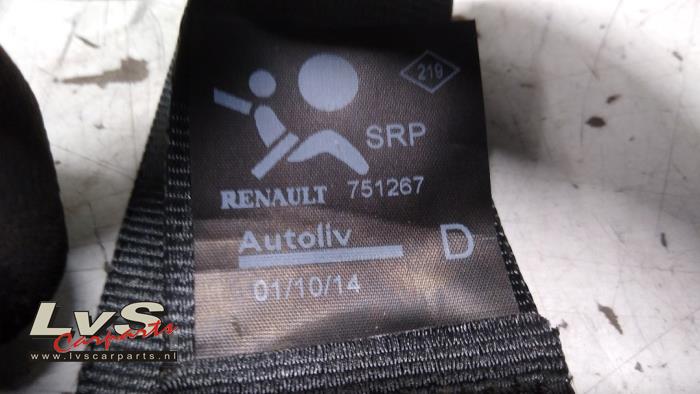 219
SRP
RENAULT 751267
Autoliv
D
01/10/14
LvS
Carparts
www.lvscarparts.nl